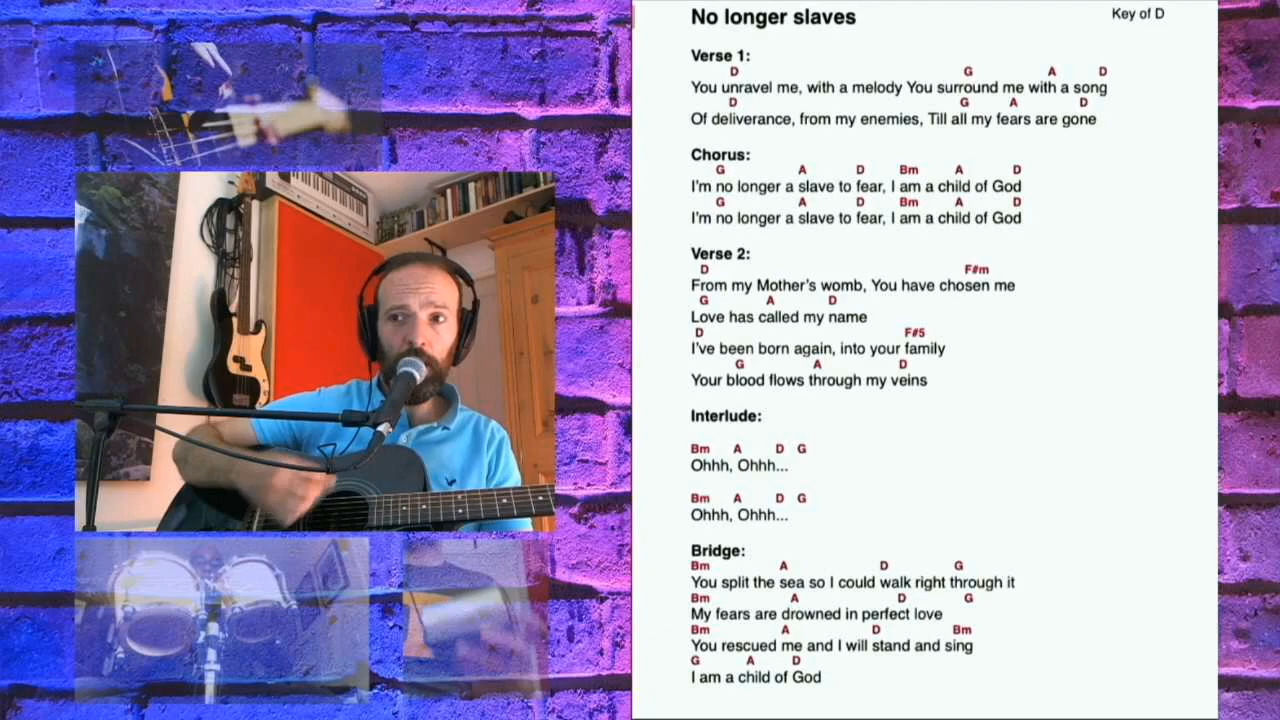 No longer slaves
Key of D
Verse 1:
D G A D
You unravel me, with a melody You surround me with a song
D G A D
Of deliverance, from my enemies, Till all my fears are gone
Chorus:
G A D Bm A D
I'm no longer a slave to fear, I am a child of God
G A D Bm A D
I'm no longer a slave to fear, I am a child of God
Verse 2:
D F#m
From my Mother's womb, You have chosen me
G A D
Love has called my name
D F#5
I've been born again, into your family
G A D
Your blood flows through my veins
Interlude:
Bm A D G
Ohhh, Ohhh...
Bm A D G
Ohhh, Ohhh...
Bridge:
Bm A D G
You split the sea so I could walk right through it
Bm A D G
My fears are drowned in perfect love
Bm A D Bm
You rescued me and I will stand and sing
G A D
I am a child of God